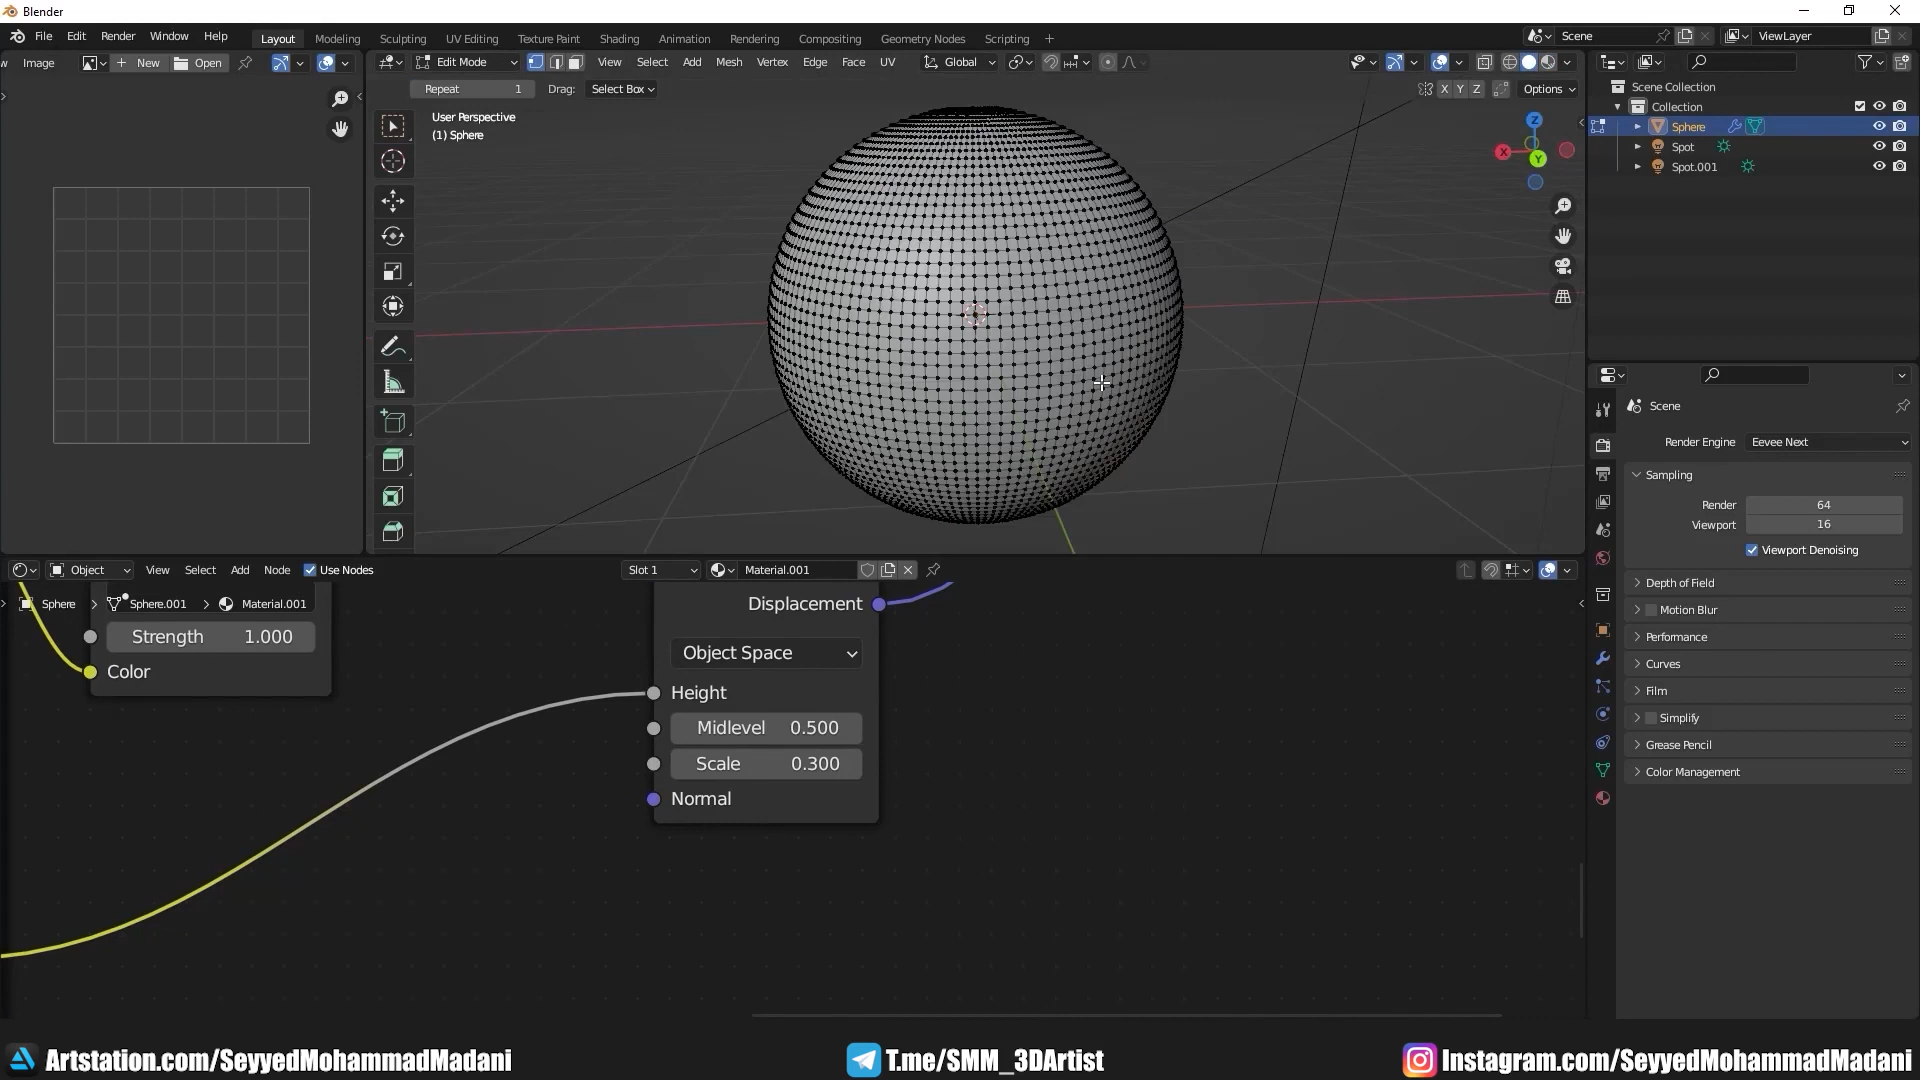 Blender
File Edit Render Window Help Layout Modeling Sculpting UV Editing Texture Paint Shading Animation Rendering Compositing Geometry Nodes Scripting + Scene ViewLayer
Image New Open Edit Mode View Select Add Mesh Vertex Edge Face UV Global
Repeat 1 Drag: Select Box X Y Z Options
User Perspective
(1) Sphere
Z
X
Y
Scene Collection
Collection
Sphere
Spot
Spot.001
Scene
Render Engine Eevee Next
Sampling
Render 64
Viewport 16
Viewport Denoising
Depth of Field
Motion Blur
Performance
Curves
Film
Simplify
Grease Pencil
Color Management
Object View Select Add Node Use Nodes Slot 1 Material.001
Sphere > Sphere.001 > Material.001
Strength 1.000
Color
Displacement
Object Space
Height
Midlevel 0.500
Scale 0.300
Normal
Artstation.com/SeyyedMohammadMadani T.me/SMM_3DArtist Instagram.com/SeyyedMohammadMadani